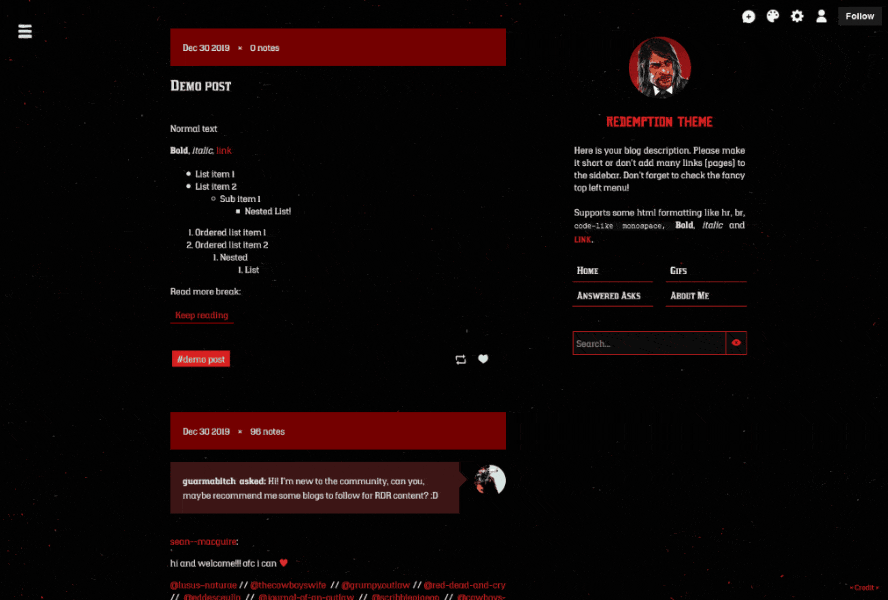 Follow
Dec 30 2019 × 0 notes
Demo post
Normal text
Bold, italic, link
List item 1
List item 2
Sub item 1
Nested List!
1. Ordered list item 1
2. Ordered list item 2
1. Nested
1. List
Read more break:
Keep reading
#demo post
Dec 30 2019 × 96 notes
guarmabitch asked: Hi! I'm new to the community, can you,
maybe recommend me some blogs to follow for RDR content? :D
sean—macguire:
hi and welcome!!! ofc i can ♥
@lusus-naturae // @thecowboyswife // @grumpyoutlaw // @red-dead-and-cry
// // @journal-of-an-outlaw // @scribblepigeon // @cowboys-
REDEMPTION THEME
Here is your blog description. Please make
it short or don't add many links [pages] to
the sidebar. Don't forget to check the fancy
top left menu!
Supports some html formatting like hr, br,
code-like monospace, Bold, italic and
LINK.
Home
Gifs
Answered Asks
About Me
Search...
Credit